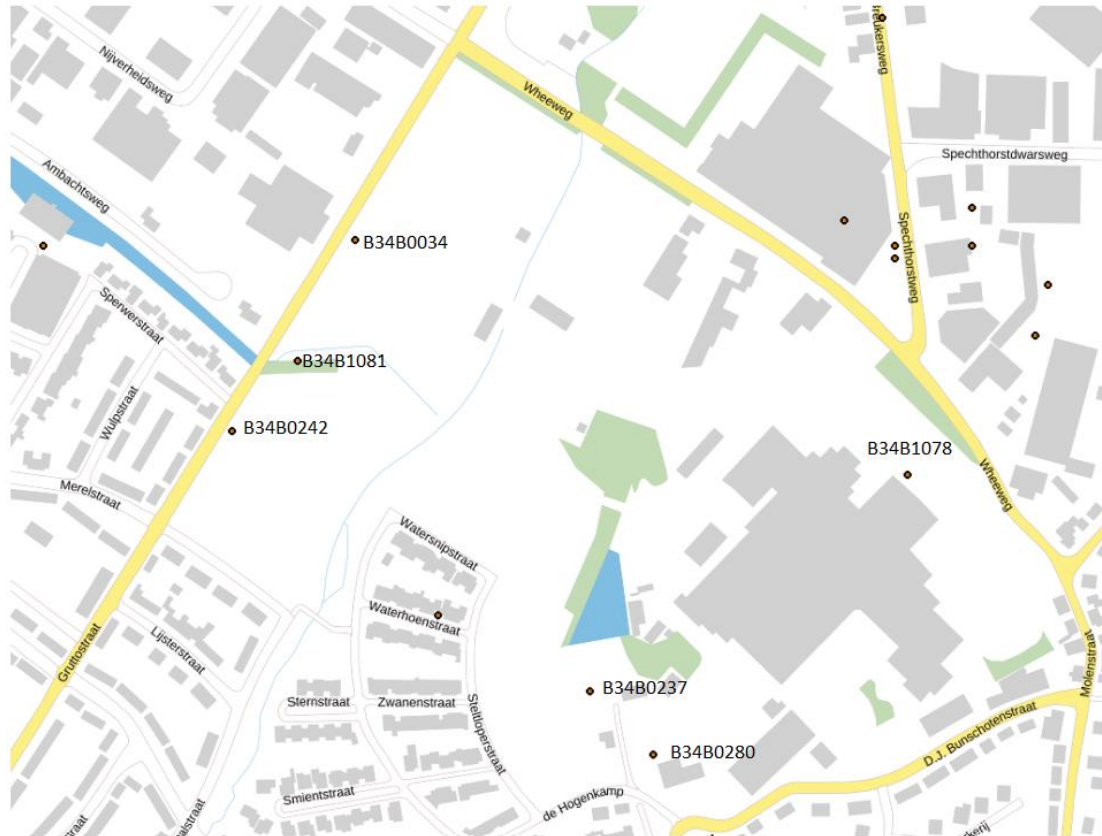 Nijverheidsweg
Wheeweg
Spechthorstdwarsweg
Ambachtsweg
B34B0034
Spechthorstweg
Sperwerstraat
B34B1081
Wulpstraat
B34B0242
B34B1078
Merelstraat
Wheeweg
Watersnipstraat
Waterhoenstraat
Gruttostraat
Lijsterstraat
Molenstraat
B34B0237
Sternstraat
Zwanenstraat
Steltloperstraat
D.J. Bunschotenstraat
B34B0280
Smientstraat
de Hogenkamp